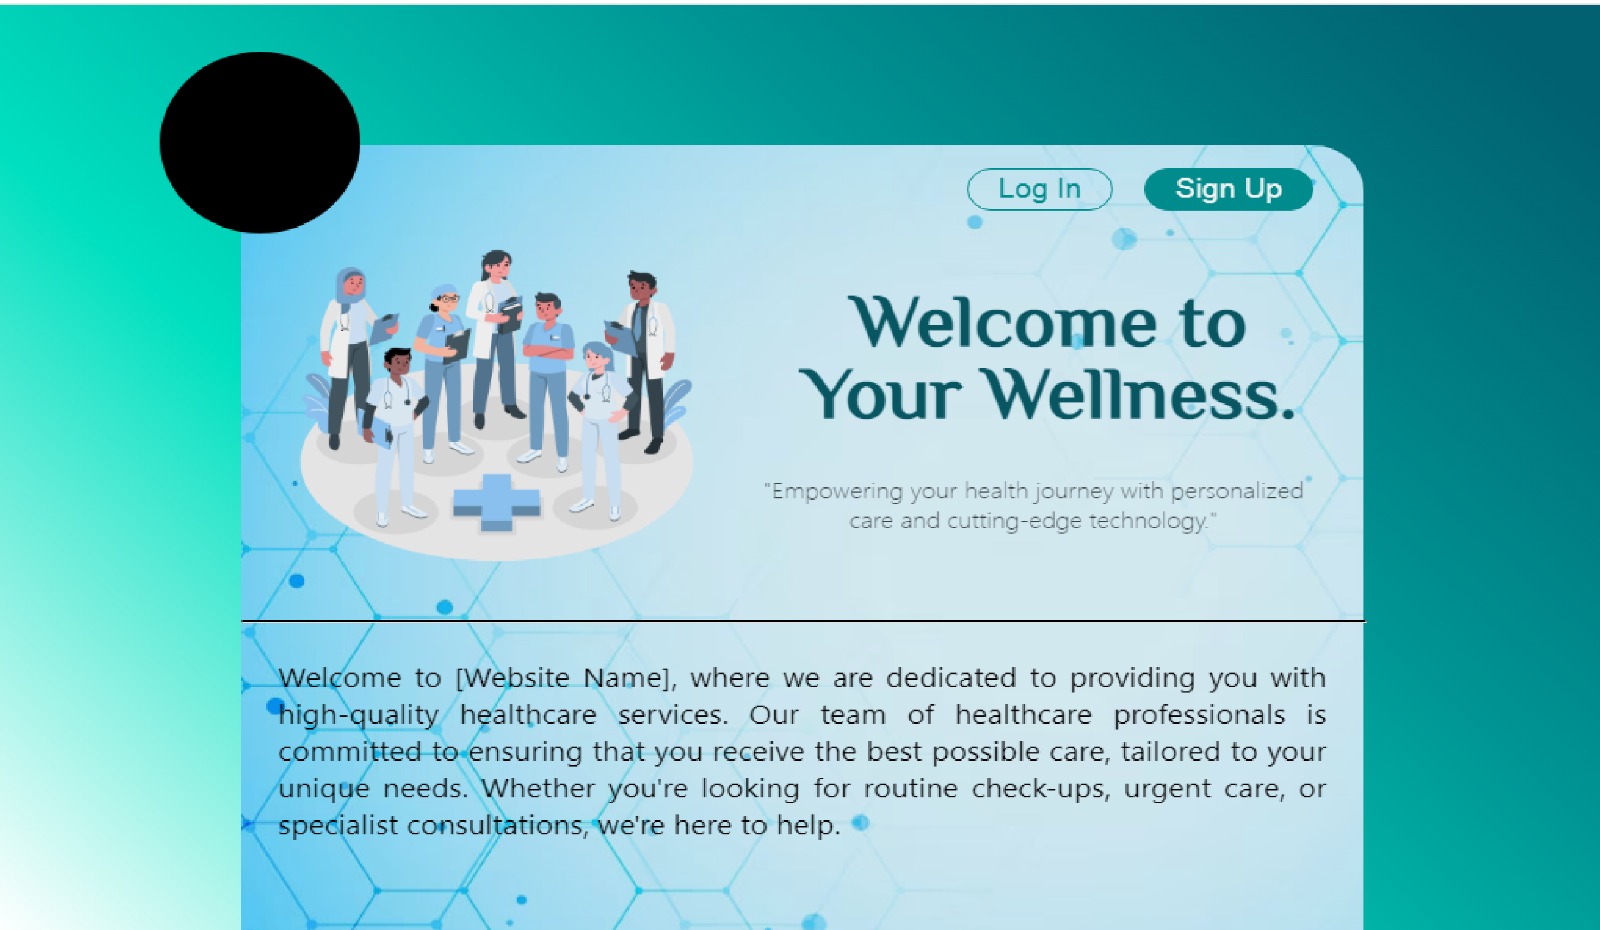 Log In
Sign Up
Welcome to
Your Wellness.
"Empowering your health journey with personalized
care and cutting-edge technology."
Welcome to [Website Name], where we are dedicated to providing you with
high-quality healthcare services. Our team of healthcare professionals is
committed to ensuring that you receive the best possible care, tailored to your
unique needs. Whether you're looking for routine check-ups, urgent care, or
specialist consultations, we're here to help.